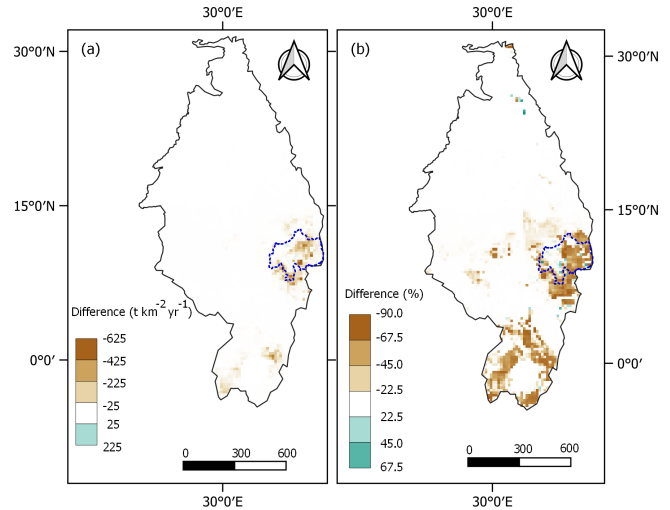 30°0′E 30°0′E
(a) (b)
30°0′N 30°0′N
15°0′N 15°0′N
Difference (t km⁻² yr⁻¹)
-625
-425
-225
-25
25
225
0°0′ 0°0′
0 300 600
Difference (%)
-90.0
-67.5
-45.0
-22.5
22.5
45.0
67.5
0 300 600
30°0′E 30°0′E